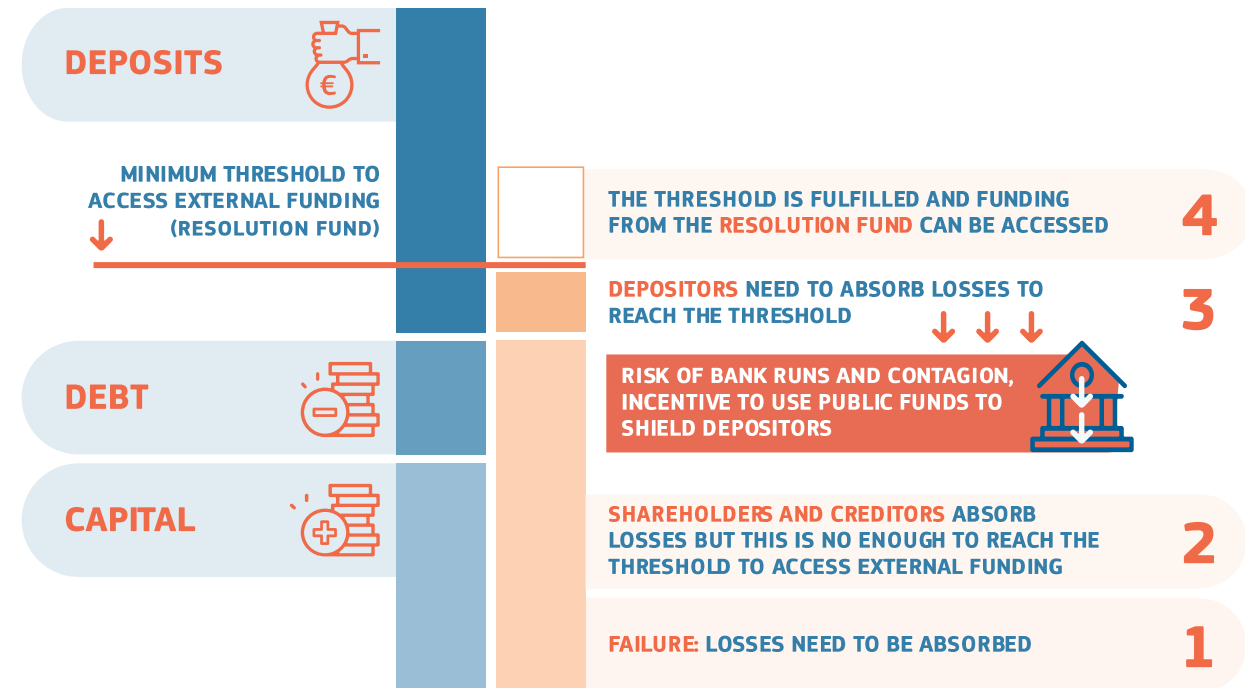 DEPOSITS
€
MINIMUM THRESHOLD TO
ACCESS EXTERNAL FUNDING
(RESOLUTION FUND)
THE THRESHOLD IS FULFILLED AND FUNDING
FROM THE RESOLUTION FUND CAN BE ACCESSED
4
DEPOSITORS NEED TO ABSORB LOSSES TO
REACH THE THRESHOLD
3
RISK OF BANK RUNS AND CONTAGION,
INCENTIVE TO USE PUBLIC FUNDS TO
SHIELD DEPOSITORS
DEBT
CAPITAL
SHAREHOLDERS AND CREDITORS ABSORB
LOSSES BUT THIS IS NO ENOUGH TO REACH THE
THRESHOLD TO ACCESS EXTERNAL FUNDING
2
FAILURE: LOSSES NEED TO BE ABSORBED
1